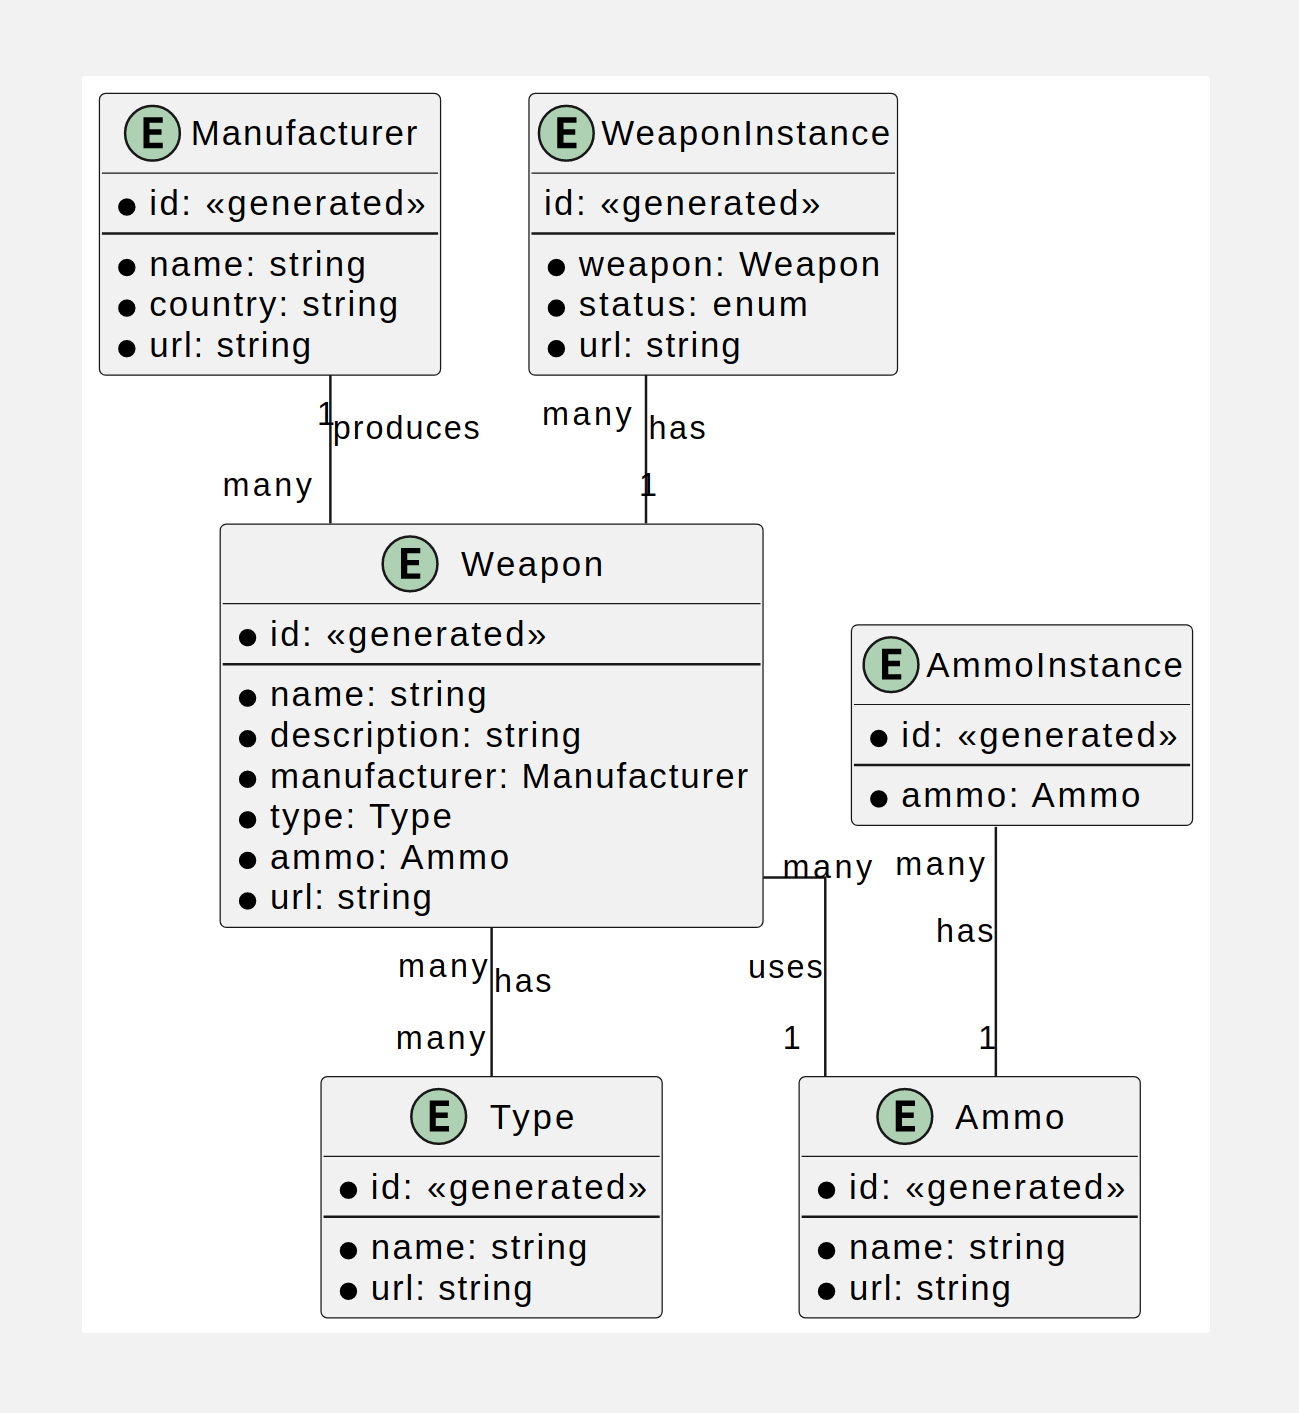 E Manufacturer
id: «generated»
name: string
country: string
url: string
E WeaponInstance
id: «generated»
weapon: Weapon
status: enum
url: string
1
produces
many
many
has
1
E Weapon
id: «generated»
name: string
description: string
manufacturer: Manufacturer
type: Type
ammo: Ammo
url: string
E AmmoInstance
id: «generated»
ammo: Ammo
many
has
many
many
uses
1
many
has
1
E Type
id: «generated»
name: string
url: string
E Ammo
id: «generated»
name: string
url: string